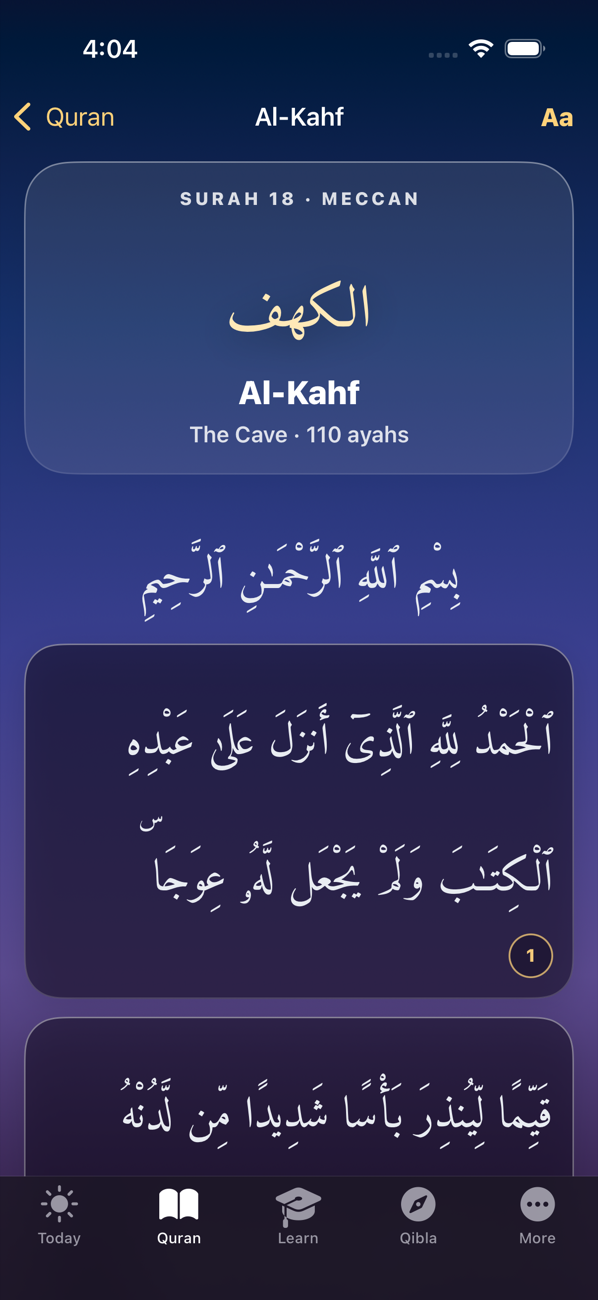 4:04
Quran
Al-Kahf
Aa
SURAH 18 · MECCAN
الكهف
Al-Kahf
The Cave · 110 ayahs
بِسْمِ ٱللَّهِ ٱلرَّحْمَـٰنِ ٱلرَّحِيمِ
ٱلْحَمْدُ لِلَّهِ ٱلَّذِىٓ أَنزَلَ عَلَىٰ عَبْدِهِ
ٱلْكِتَـٰبَ وَلَمْ يَجْعَل لَّهُۥ عِوَجَا ۜ
1
قَيِّمًا لِّيُنذِرَ بَأْسًا شَدِيدًا مِّن لَّدُنْهُ
Today
Quran
Learn
Qibla
More